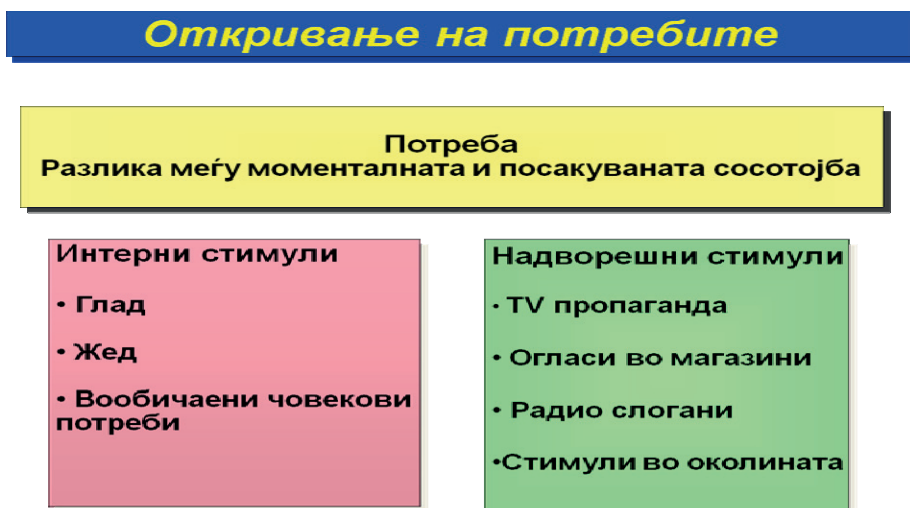 Откривање на потребите
Потреба
Разлика меѓу моменталната и посакуваната сосотојба
Интерни стимули
• Глад
• Жед
• Вообичаени човекови
потреби
Надворешни стимули
• TV пропаганда
• Огласи во магазини
• Радио слогани
•Стимули во околината